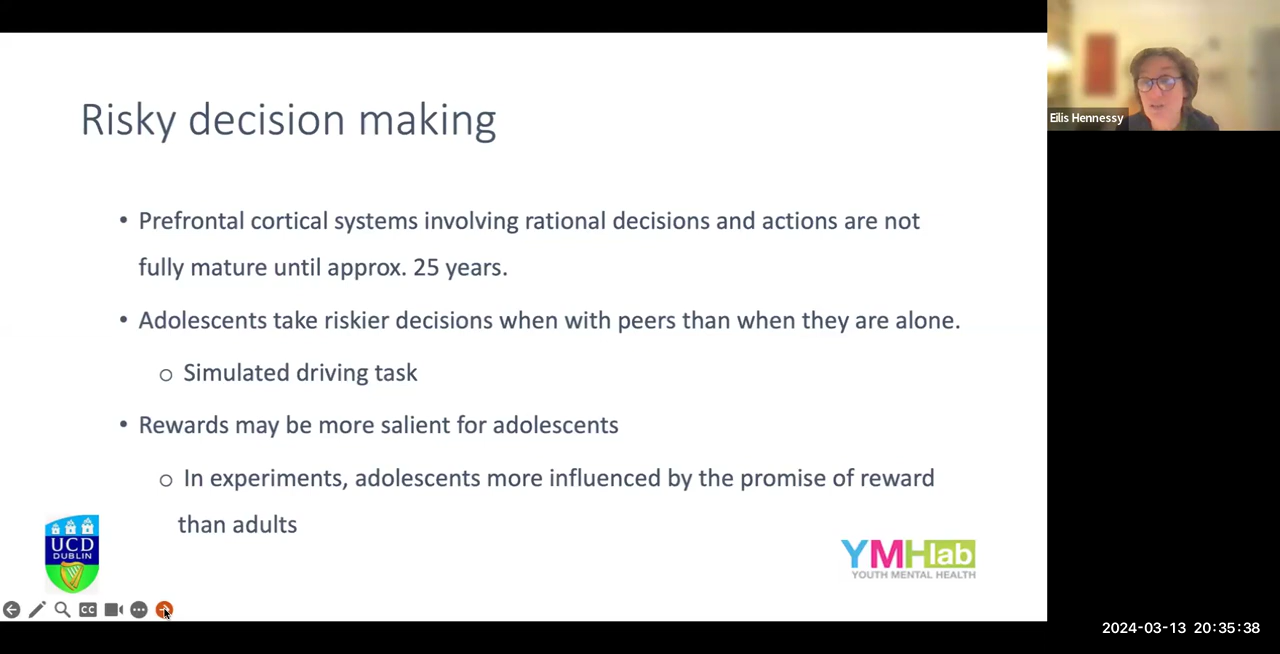 Risky decision making
• Prefrontal cortical systems involving rational decisions and actions are not
fully mature until approx. 25 years.
• Adolescents take riskier decisions when with peers than when they are alone.
o Simulated driving task
• Rewards may be more salient for adolescents
o In experiments, adolescents more influenced by the promise of reward
than adults
UCD
DUBLIN
YMHlab
YOUTH MENTAL HEALTH
CC
Eilis Hennessy
2024-03-13 20:35:38